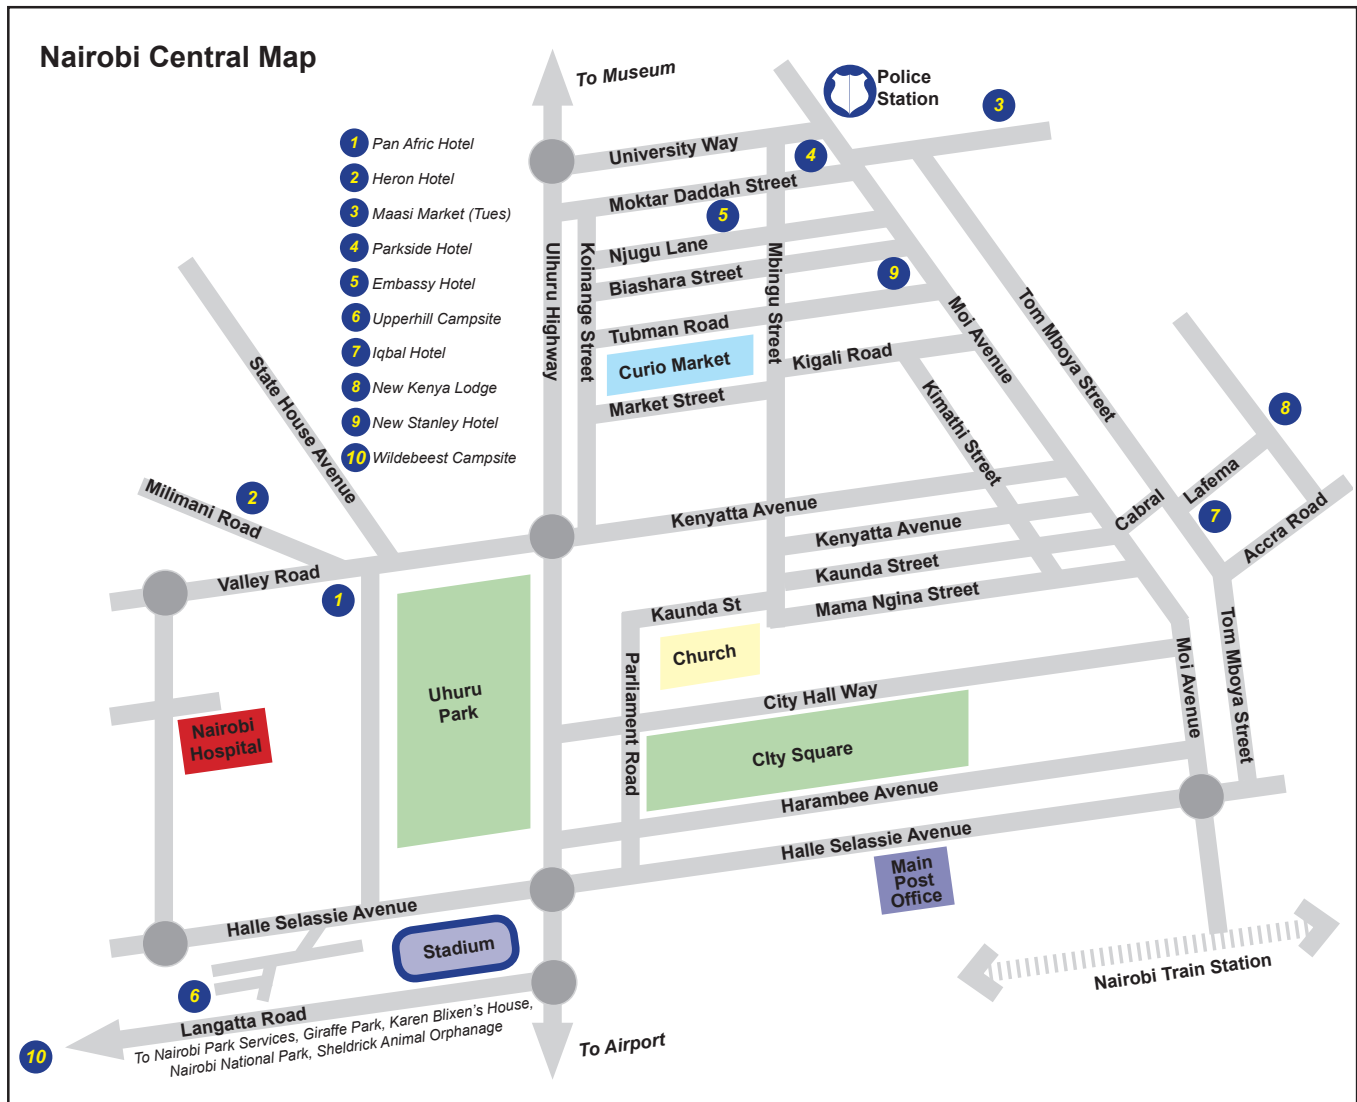 Nairobi Central Map
To Museum
Police
Station
1 Pan Afric Hotel
2 Heron Hotel
3 Maasi Market (Tues)
4 Parkside Hotel
5 Embassy Hotel
6 Upperhill Campsite
7 Iqbal Hotel
8 New Kenya Lodge
9 New Stanley Hotel
10 Wildebeest Campsite
3
University Way
4
Moktar Daddah Street
5
Njugu Lane
Biashara Street
9
Tubman Road
Curio Market
Kigali Road
Market Street
Ulhuru Highway
Koinange Street
Mbingu Street
Moi Avenue
Tom Mboya Street
Kimathi Street
8
Lafema
Cabral
7
Accra Road
State House Avenue
2
Milimani Road
Valley Road
1
Kenyatta Avenue
Kenyatta Avenue
Kaunda Street
Mama Ngina Street
Kaunda St
Church
Parliament Road
City Hall Way
CIty Square
Harambee Avenue
Halle Selassie Avenue
Moi Avenue
Tom Mboya Street
Uhuru
Park
Nairobi
Hospital
Main
Post
Office
Halle Selassie Avenue
Stadium
6
Langatta Road
10
To Nairobi Park Services, Giraffe Park, Karen Blixen's House,
Nairobi National Park, Sheldrick Animal Orphanage
To Airport
Nairobi Train Station